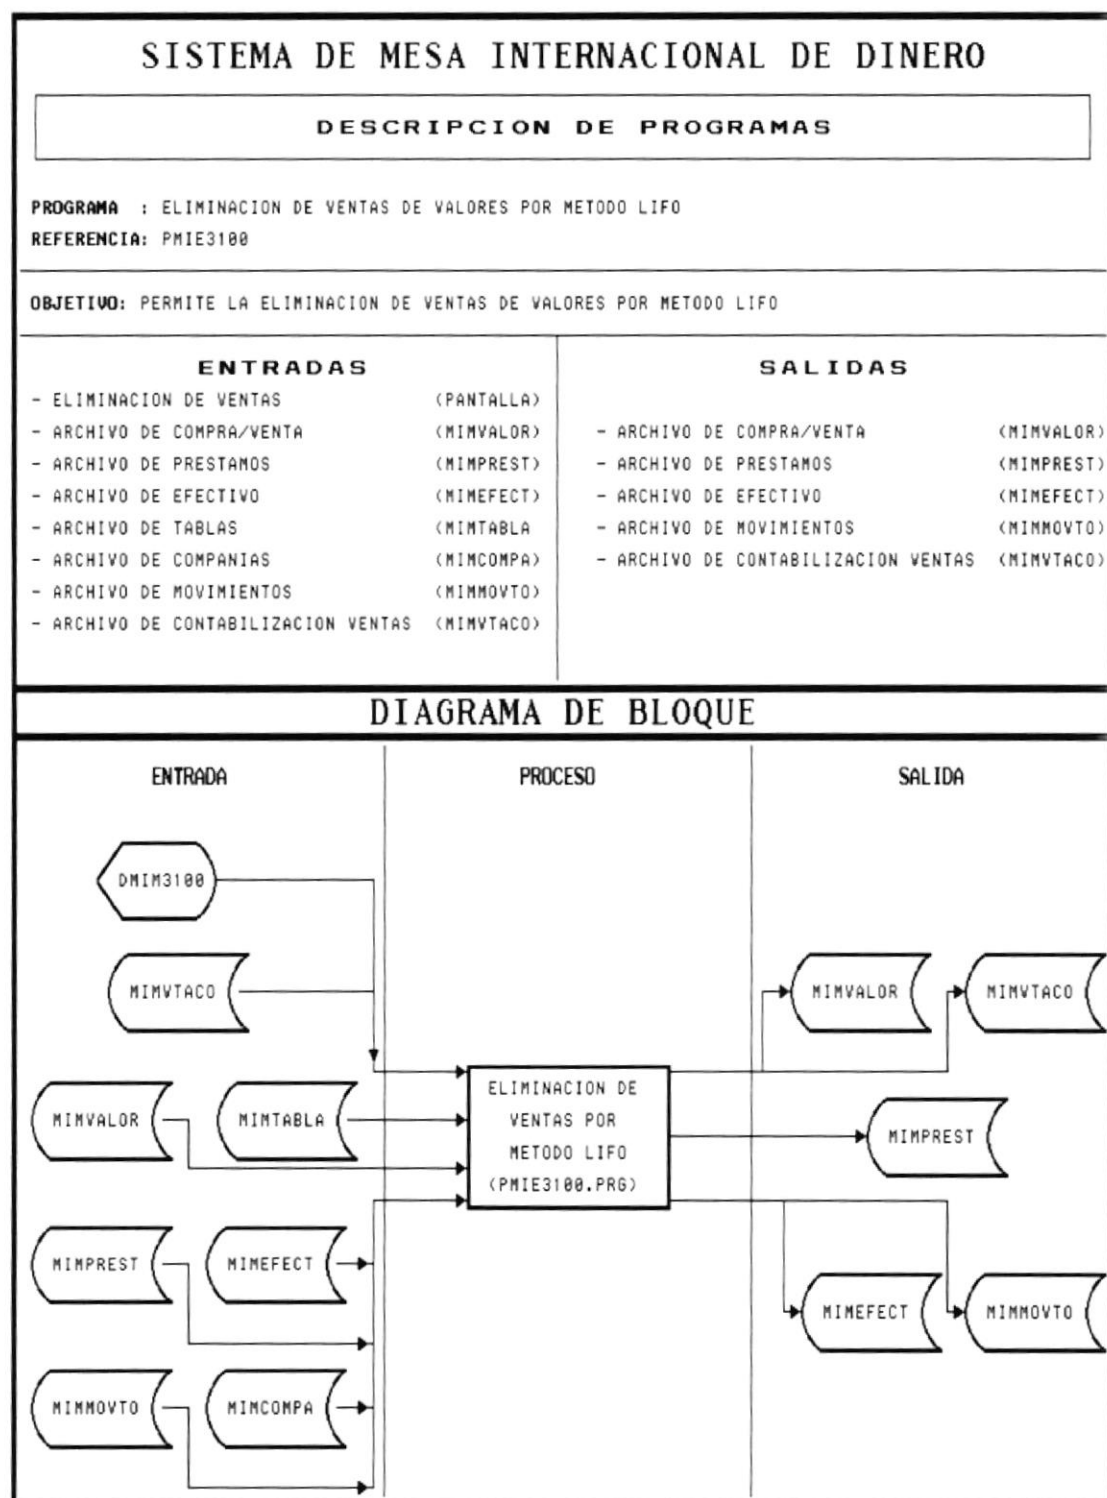 SISTEMA DE MESA INTERNACIONAL DE DINERO
DESCRIPCION DE PROGRAMAS
PROGRAMA : ELIMINACION DE VENTAS DE VALORES POR METODO LIFO
REFERENCIA: PMIE3100
OBJETIVO: PERMITE LA ELIMINACION DE VENTAS DE VALORES POR METODO LIFO
ENTRADAS
- ELIMINACION DE VENTAS (PANTALLA)
- ARCHIVO DE COMPRA/VENTA (MIMVALOR)
- ARCHIVO DE PRESTAMOS (MIMPREST)
- ARCHIVO DE EFECTIVO (MIMEFECT)
- ARCHIVO DE TABLAS (MIMTABLA
- ARCHIVO DE COMPANIAS (MIMCOMPA)
- ARCHIVO DE MOVIMIENTOS (MIMMOVTO)
- ARCHIVO DE CONTABILIZACION VENTAS (MIMVTACO)
SALIDAS
- ARCHIVO DE COMPRA/VENTA (MIMVALOR)
- ARCHIVO DE PRESTAMOS (MIMPREST)
- ARCHIVO DE EFECTIVO (MIMEFECT)
- ARCHIVO DE MOVIMIENTOS (MIMMOVTO)
- ARCHIVO DE CONTABILIZACION VENTAS (MIMVTACO)
DIAGRAMA DE BLOQUE
ENTRADA
DMIM3100
MIMVTACO
MIMVALOR
MIMTABLA
MIMPREST
MIMEFECT
MIMMOVTO
MIMCOMPA
PROCESO
ELIMINACION DE
VENTAS POR
METODO LIFO
(PMIE3100.PRG)
SALIDA
MIMVALOR
MIMVTACO
MIMPREST
MIMEFECT
MIMMOVTO